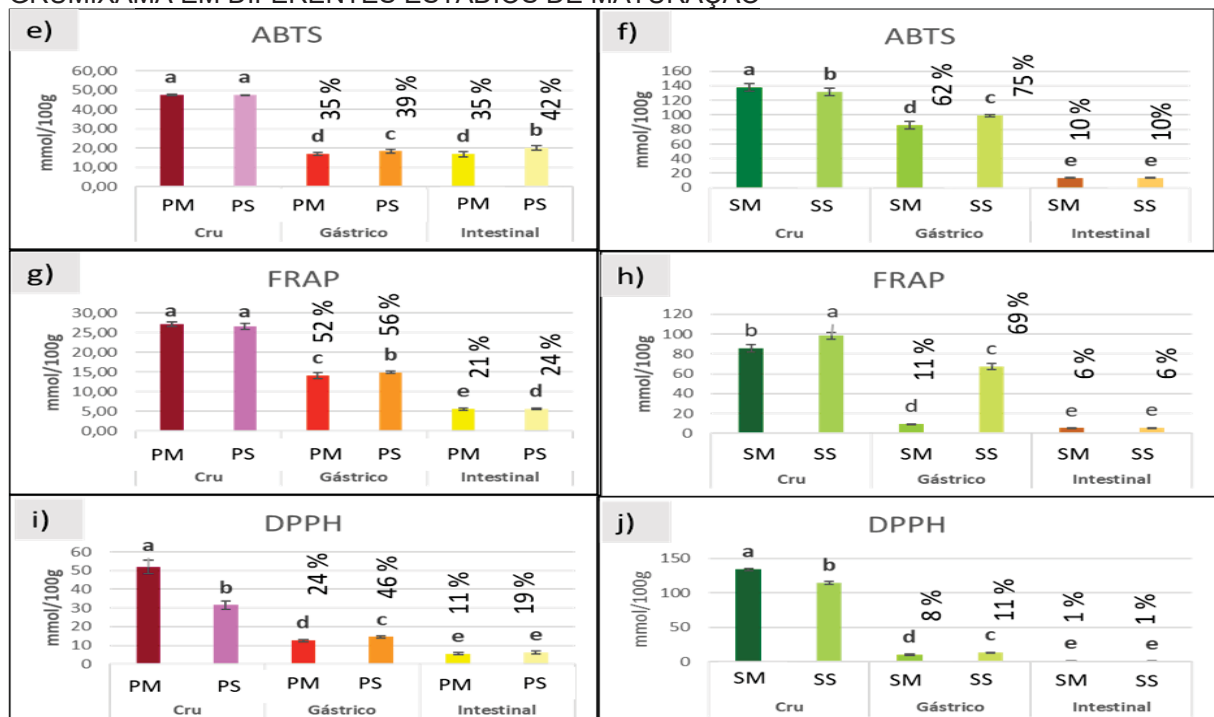 GRUMIXAMA EM DIFERENTES ESTÁDIOS DE MATURAÇÃO
e)
ABTS
mmol/100g
60,00
50,00
40,00
30,00
20,00
10,00
0,00
a a d c d b
35 % 39 % 35 % 42 %
PM PS PM PS PM PS
Cru Gástrico Intestinal
f)
ABTS
mmol/100g
160
140
120
100
80
60
40
20
0
a b d c e e
62 % 75 % 10% 10%
SM SS SM SS SM SS
Cru Gástrico Intestinal
g)
FRAP
mmol/100g
30,00
25,00
20,00
15,00
10,00
5,00
0,00
a a c b e d
52 % 56 % 21 % 24 %
PM PS PM PS PM PS
Cru Gástrico Intestinal
h)
FRAP
mmol/100g
120
100
80
60
40
20
0
b a d c e e
11 % 69 % 6 % 6 %
SM SS SM SS SM SS
Cru Gástrico Intestinal
i)
DPPH
mmol/100g
60
50
40
30
20
10
0
a b d c e e
24 % 46 % 11 % 19 %
PM PS PM PS PM PS
Cru Gástrico Intestinal
j)
DPPH
mmol/100g
150
100
50
0
a b d c e e
8 % 11 % 1 % 1 %
SM SS SM SS SM SS
Cru Gástrico Intestinal